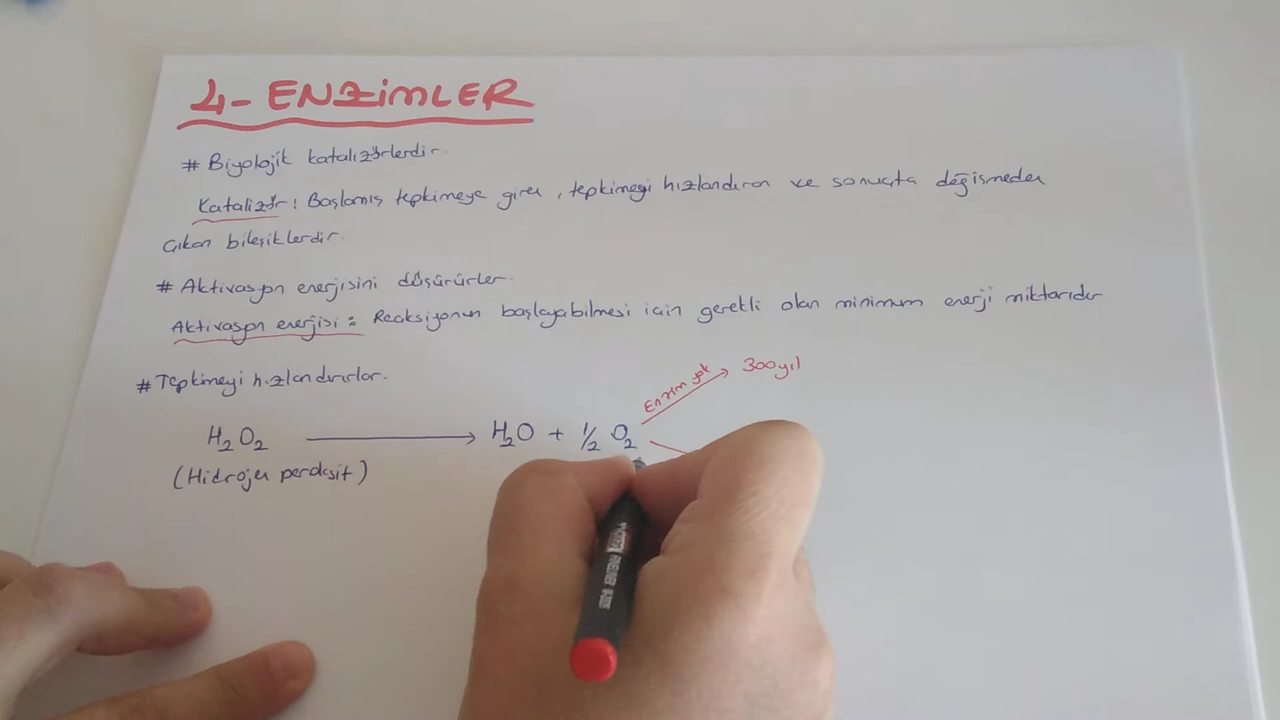 4- ENZİMLER
# Biyolojik katalizörlerdir.
Katalizör: Başlamış tepkimeye giren, tepkimeyi hızlandıran ve sonuçta değişmeden
çıkan bileşiklerdir.
# Aktivasyon enerjisini düşürürler.
Aktivasyon enerjisi: Reaksiyonun başlayabilmesi için gerekli olan minimum enerji miktarıdır
# Tepkimeyi hızlandırırlar.
Enzim yok 300 yıl
H₂O₂ → H₂O + 1/2 O₂
(Hidrojen peroksit)